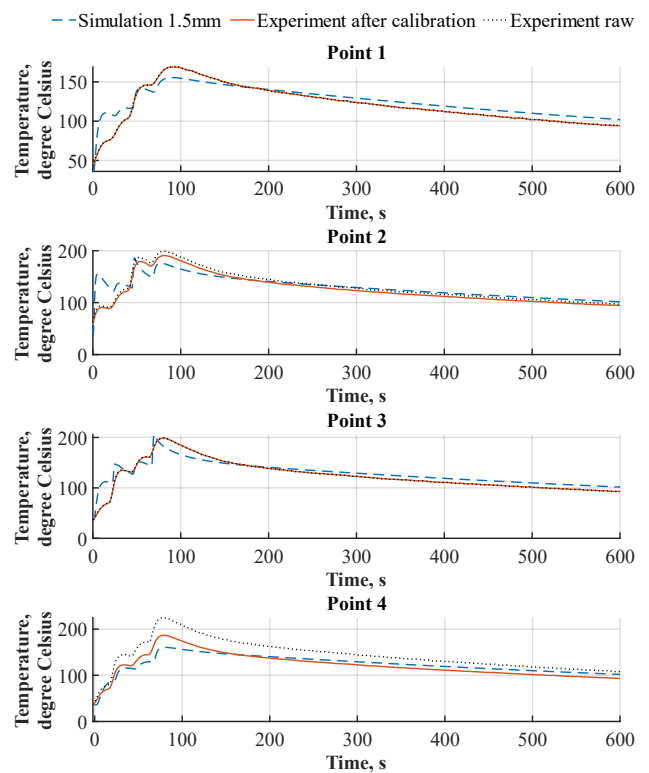 Simulation 1.5mm Experiment after calibration Experiment raw
Point 1
Temperature,
degree Celsius
150
100
50
0 100 200 300 400 500 600
Time, s
Point 2
Temperature,
degree Celsius
200
100
0
0 100 200 300 400 500 600
Time, s
Point 3
Temperature,
degree Celsius
200
100
0
0 100 200 300 400 500 600
Time, s
Point 4
Temperature,
degree Celsius
200
100
0
0 100 200 300 400 500 600
Time, s